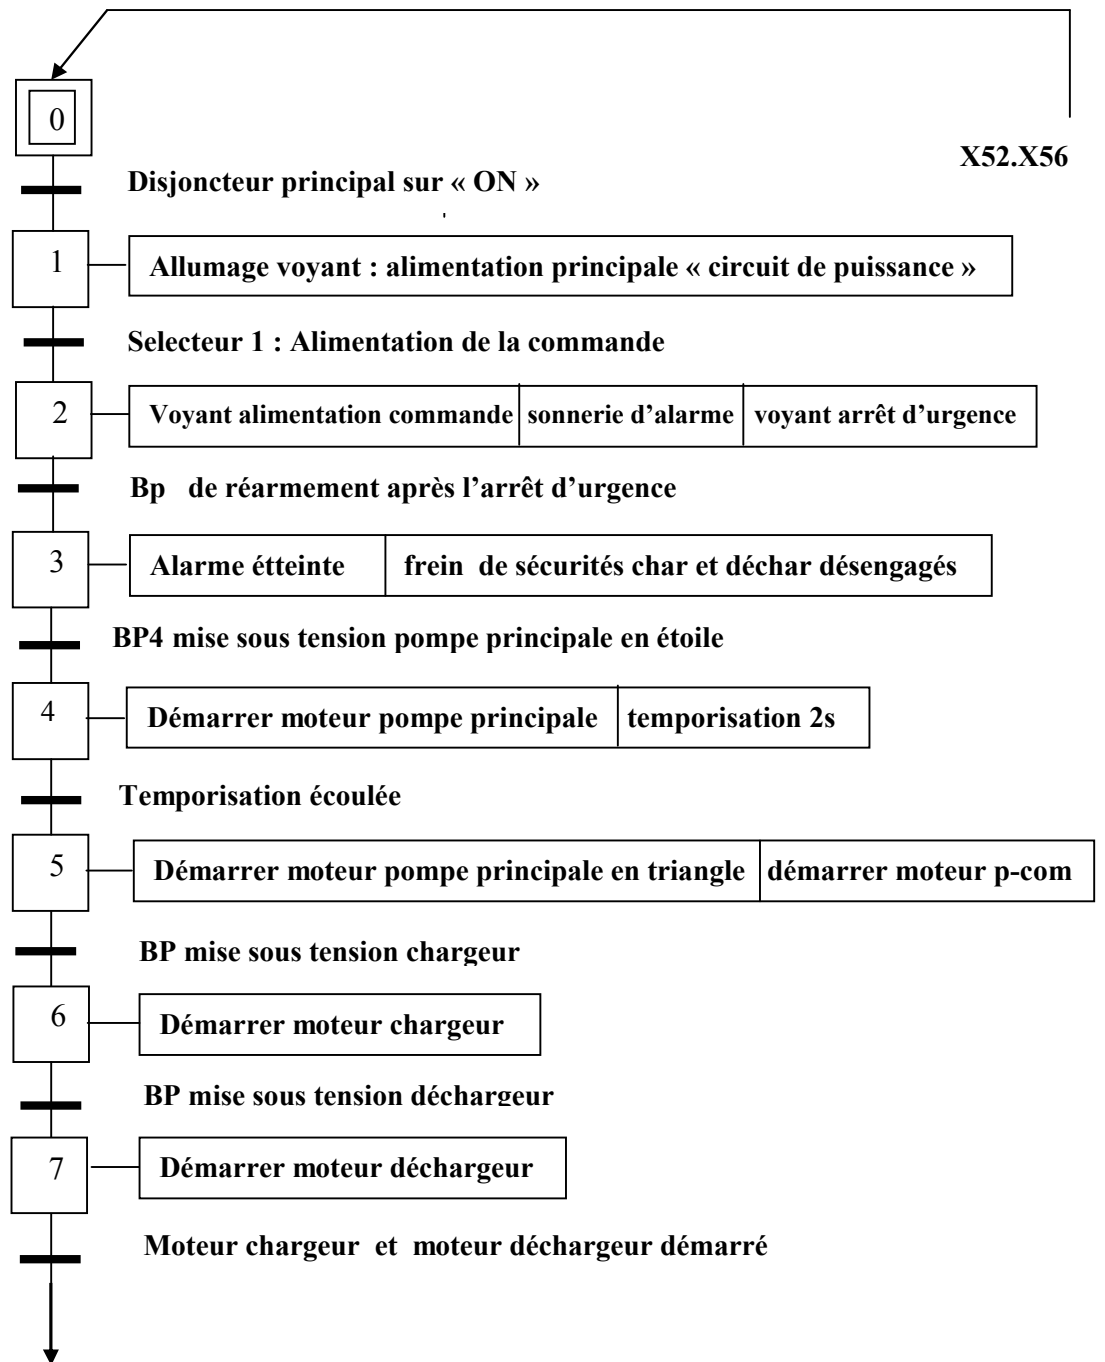 0
X52.X56
Disjoncteur principal sur « ON »
1
Allumage voyant : alimentation principale « circuit de puissance »
Selecteur 1 : Alimentation de la commande
2
Voyant alimentation commande sonnerie d’alarme voyant arrêt d’urgence
Bp de réarmement après l’arrêt d’urgence
3
Alarme étteinte frein de sécurités char et déchar désengagés
BP4 mise sous tension pompe principale en étoile
4
Démarrer moteur pompe principale temporisation 2s
Temporisation écoulée
5
Démarrer moteur pompe principale en triangle démarrer moteur p-com
BP mise sous tension chargeur
6
Démarrer moteur chargeur
BP mise sous tension déchargeur
7
Démarrer moteur déchargeur
Moteur chargeur et moteur déchargeur démarré